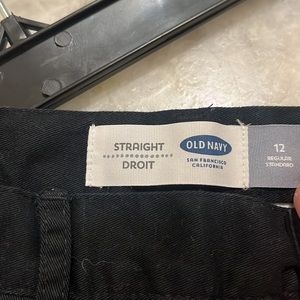 STRAIGHT
DROIT
OLD NAVY
SAN FRANCISCO
CALIFORNIA
12
REGULAR
STANDARD